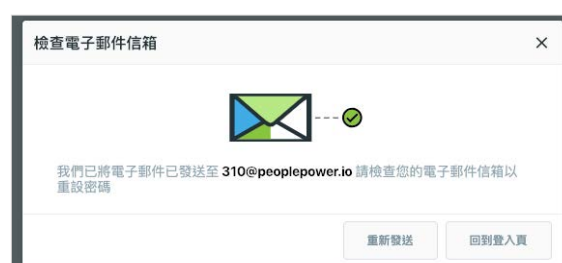 檢查電子郵件信箱
我們已將電子郵件已發送至 310@peoplepower.io 請檢查您的電子郵件信箱以
重設密碼
重新發送 回到登入頁